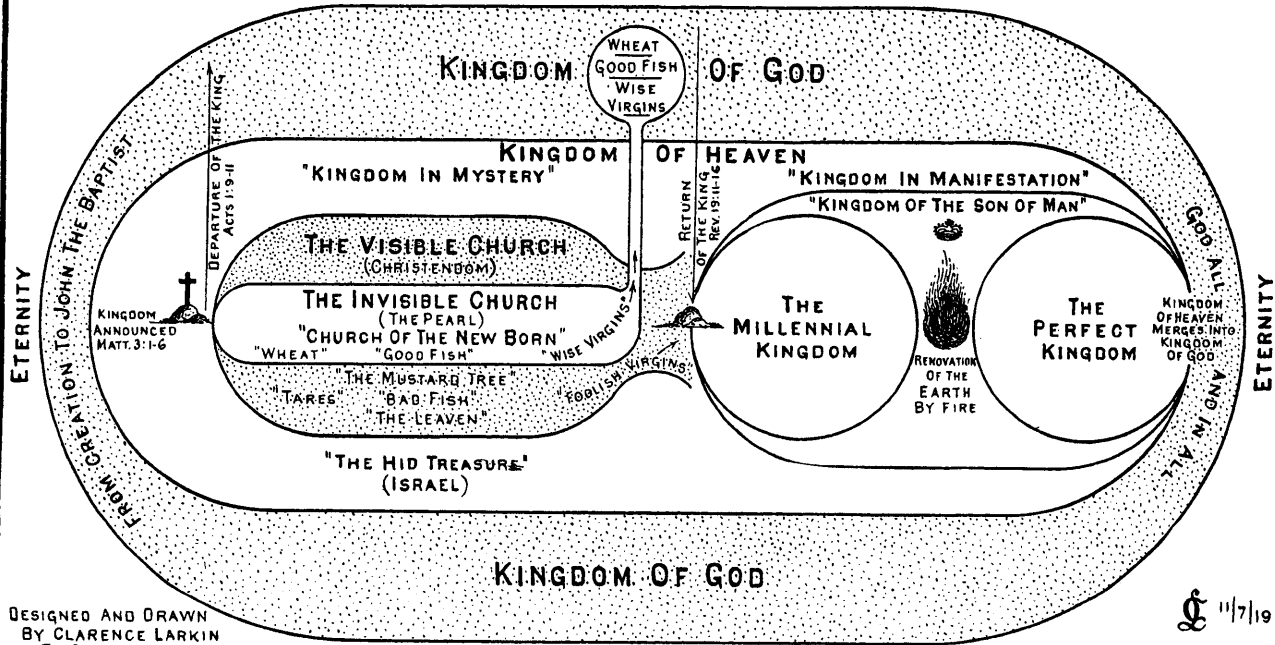 KINGDOM OF GOD
WHEAT
GOOD FISH
WISE
VIRGINS
KINGDOM OF HEAVEN
"KINGDOM IN MYSTERY"
"KINGDOM IN MANIFESTATION"
"KINGDOM OF THE SON OF MAN"
DEPARTURE OF THE KING
ACTS 1:9-11
RETURN
OF THE KING
REV. 19:11-16
ETERNITY
FROM CREATION TO JOHN THE BAPTIST
KINGDOM
ANNOUNCED
MATT. 3:1-6
THE VISIBLE CHURCH
(CHRISTENDOM)
THE INVISIBLE CHURCH
(THE PEARL)
"CHURCH OF THE NEW BORN"
"WHEAT" "GOOD FISH"
"WISE VIRGINS"
"THE MUSTARD TREE"
"TARES" "BAD FISH"
"THE LEAVEN"
"FOOLISH VIRGINS"
"THE HID TREASURE"
(ISRAEL)
THE
MILLENNIAL
KINGDOM
RENOVATION
OF THE
EARTH
BY FIRE
THE
PERFECT
KINGDOM
KINGDOM
OF HEAVEN
MERGES INTO
KINGDOM
OF GOD
GOD ALL AND IN ALL
ETERNITY
KINGDOM OF GOD
DESIGNED AND DRAWN
BY CLARENCE LARKIN
11/7/19